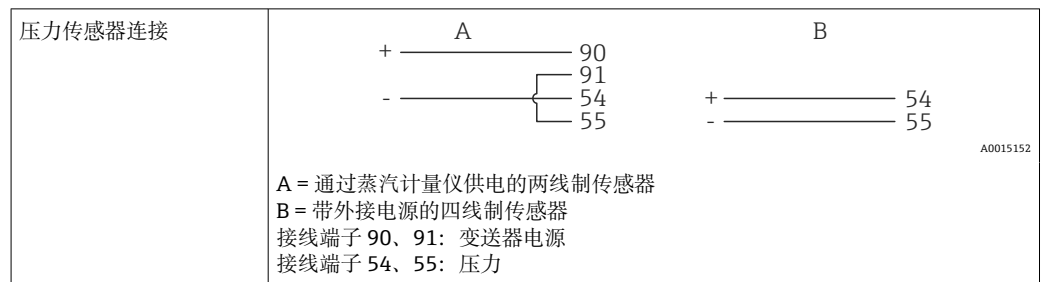 压力传感器连接
A B
+ 90
91
- 54
55
+ 54
- 55
A0015152
A = 通过蒸汽计量仪供电的两线制传感器
B = 带外接电源的四线制传感器
接线端子 90、91：变送器电源
接线端子 54、55：压力